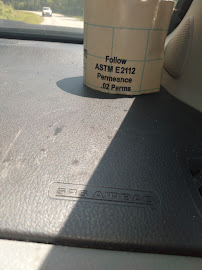 Follow
ASTM E2112
Permeance
.02 Perms
SRS AIRBAG